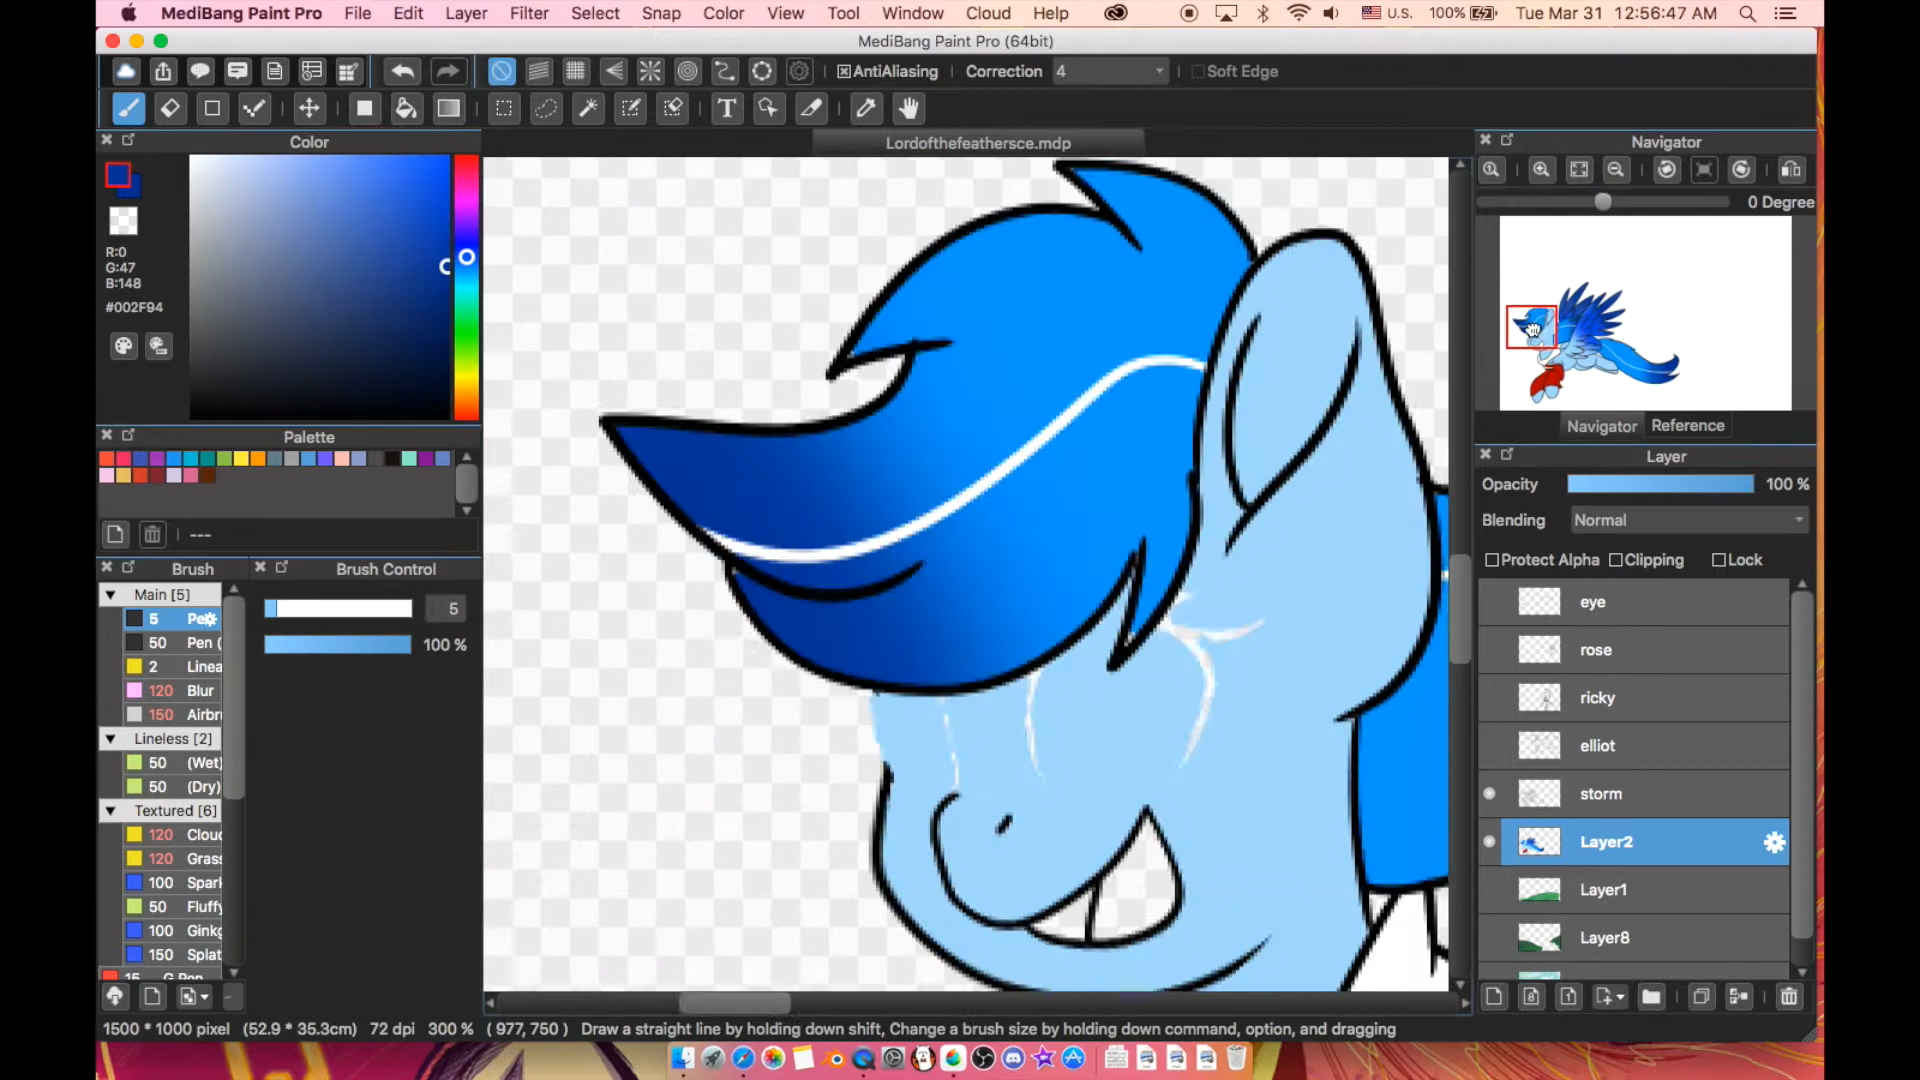 MediBang Paint Pro File Edit Layer Filter Select Snap Color View Tool Window Cloud Help U.S. 100% Tue Mar 31 12:56:47 AM
MediBang Paint Pro (64bit)
AntiAliasing Correction 4 Soft Edge
T
Color
Lordofthefeathersce.mdp
Navigator
R:0
G:47
B:148
#002F94
0 Degree
Navigator Reference
Palette
---
Layer
Opacity 100 %
Blending Normal
Protect Alpha Clipping Lock
Brush
Brush Control
Main [5]
5 Pe
50 Pen (
2 Linea
120 Blur
150 Airbr
Lineless [2]
50 (Wet)
50 (Dry)
Textured [6]
120 Clouc
120 Grass
100 Spark
50 Fluffy
100 Ginkg
150 Splat
15 G Pen
5
100 %
eye
rose
ricky
elliot
storm
Layer2
Layer1
Layer8
1500 * 1000 pixel (52.9 * 35.3cm) 72 dpi 300 % ( 977, 750 ) Draw a straight line by holding down shift, Change a brush size by holding down command, option, and dragging